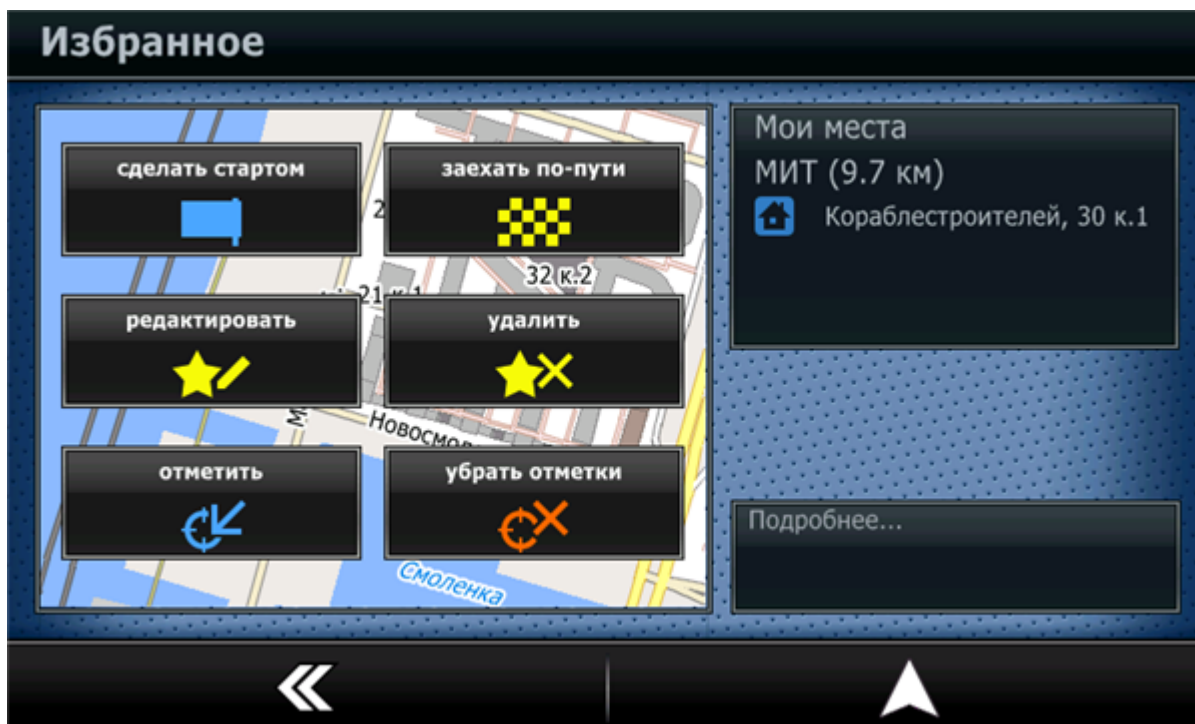 Избранное
сделать стартом
заехать по-пути
32 к.2
редактировать
удалить
Новосмол
отметить
убрать отметки
Смоленка
Мои места
МИТ (9.7 км)
Кораблестроителей, 30 к.1
Подробнее...